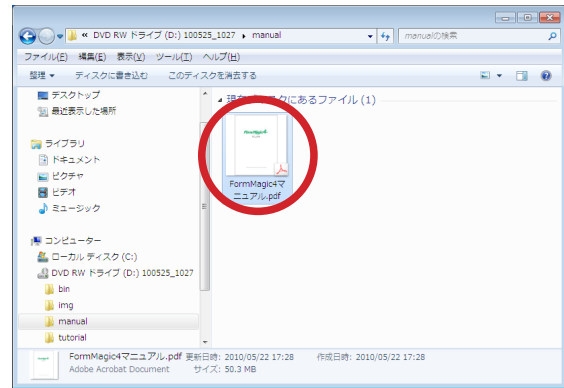 « DVD RW ドライブ (D:) 100525_1027 ▸ manual
manualの検索
ファイル(F) 編集(E) 表示(V) ツール(T) ヘルプ(H)
整理 ▼ ディスクに書き込む このディスクを消去する
デスクトップ
最近表示した場所
ライブラリ
ドキュメント
ピクチャ
ビデオ
ミュージック
コンピューター
ローカル ディスク (C:)
DVD RW ドライブ (D:) 100525_1027
bin
img
manual
tutorial
現在ディスクにあるファイル (1)
FormMagic4
FormMagic4マ
ニュアル.pdf
FormMagic4マニュアル.pdf 更新日時: 2010/05/22 17:28 作成日時: 2010/05/22 17:28
Adobe Acrobat Document サイズ: 50.3 MB